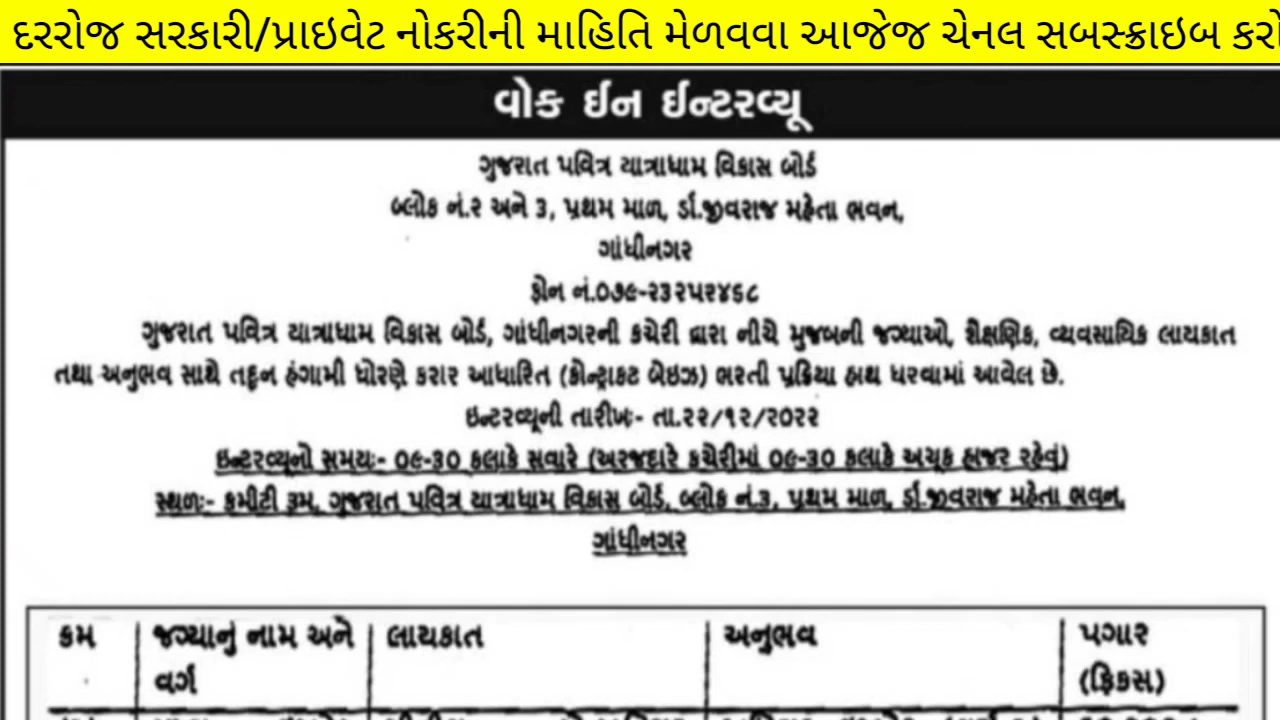 દરરોજ સરકારી/પ્રાઇવેટ નોકરીની માહિતિ મેળવવા આજેજ ચેનલ સબસ્ક્રાઇબ કરો
વોક ઈન ઈન્ટરવ્યૂ
ગુજરાત પવિત્ર યાત્રાધામ વિકાસ બોર્ડ
બ્લોક નં.૨ અને ૩, પ્રથમ માળ, ર્ડા.જીવરાજ મહેતા ભવન,
ગાંધીનગર
ફોન નં.૦૭૯-૨૩૨૫૨૪૬૮
ગુજરાત પવિત્ર યાત્રાધામ વિકાસ બોર્ડ, ગાંધીનગરની કચેરી દ્વારા નીચે મુજબની જગ્યાઓ, શૈક્ષણિક, વ્યવસાયિક લાયકાત
તથા અનુભવ સાથે તદ્દન હંગામી ધોરણે કરાર આધારિત (કોન્ટ્રાકટ બેઇઝ) ભરતી પ્રક્રિયા હાથ ધરવામાં આવેલ છે.
ઇન્ટરવ્યૂની તારીખઃ- તા.૨૨/૧૨/૨૦૨૨
ઇન્ટરવ્યૂનો સમયઃ- ૦૯-૩૦ કલાકે સવારે (અરજદારે કચેરીમાં ૦૯-૩૦ કલાકે અચૂક હાજર રહેવું)
સ્થળઃ- કમીટી રૂમ, ગુજરાત પવિત્ર યાત્રાધામ વિકાસ બોર્ડ, બ્લોક નં.૩, પ્રથમ માળ, ર્ડા.જીવરાજ મહેતા ભવન,
ગાંધીનગર
ક્રમ જગ્યાનું નામ અને લાયકાત અનુભવ પગાર
વર્ગ (ફિકસ)